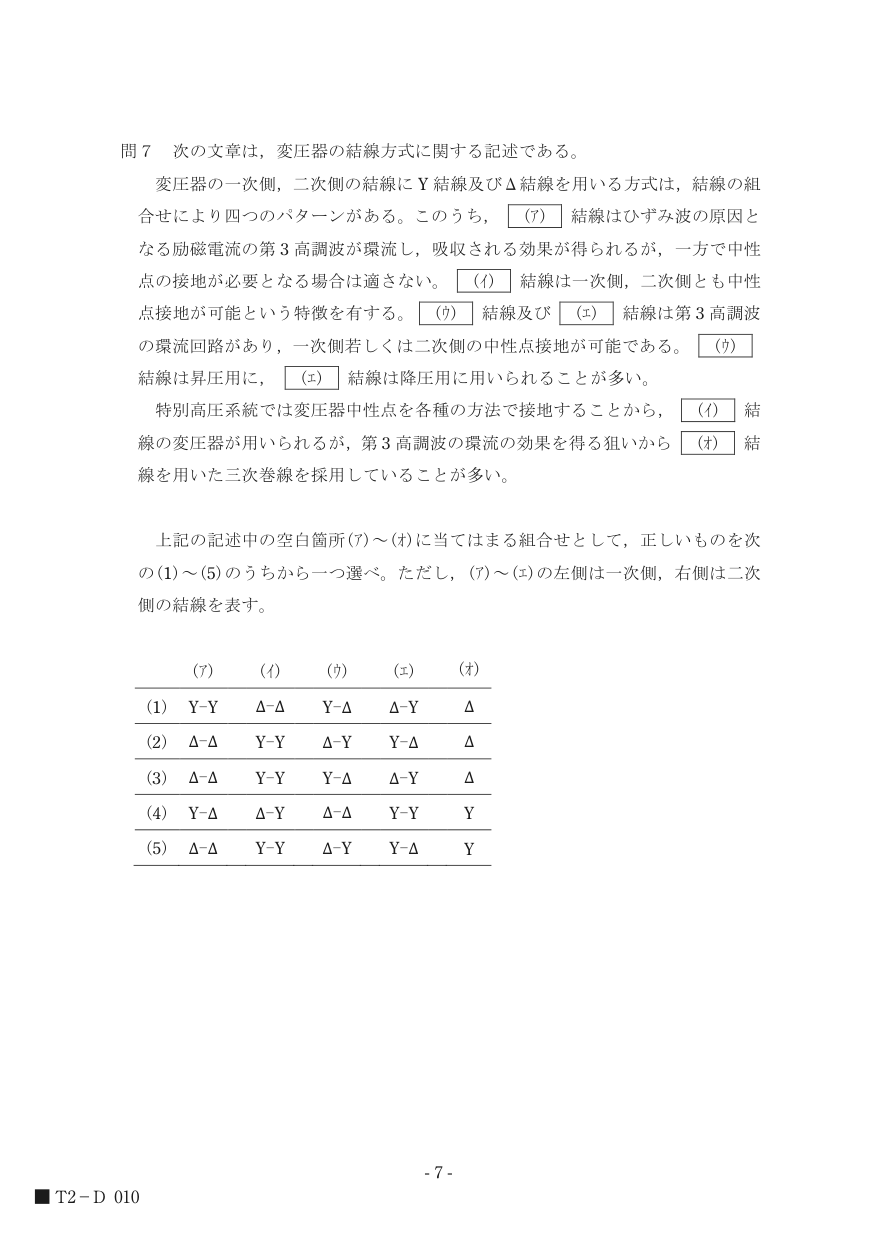 問7　次の文章は，変圧器の結線方式に関する記述である。
変圧器の一次側，二次側の結線にY結線及びΔ結線を用いる方式は，結線の組
合せにより四つのパターンがある。このうち，　(ｱ)　結線はひずみ波の原因と
なる励磁電流の第3高調波が環流し，吸収される効果が得られるが，一方で中性
点の接地が必要となる場合は適さない。　(ｲ)　結線は一次側，二次側とも中性
点接地が可能という特徴を有する。　(ｳ)　結線及び　(ｴ)　結線は第3高調波
の環流回路があり，一次側若しくは二次側の中性点接地が可能である。　(ｳ)
結線は昇圧用に，　(ｴ)　結線は降圧用に用いられることが多い。
特別高圧系統では変圧器中性点を各種の方法で接地することから，　(ｲ)　結
線の変圧器が用いられるが，第3高調波の環流の効果を得る狙いから　(ｵ)　結
線を用いた三次巻線を採用していることが多い。
上記の記述中の空白箇所(ｱ)～(ｵ)に当てはまる組合せとして，正しいものを次
の(1)～(5)のうちから一つ選べ。ただし，(ｱ)～(ｴ)の左側は一次側，右側は二次
側の結線を表す。
(ｱ)　(ｲ)　(ｳ)　(ｴ)　(ｵ)
(1)　Y-Y　Δ-Δ　Y-Δ　Δ-Y　Δ
(2)　Δ-Δ　Y-Y　Δ-Y　Y-Δ　Δ
(3)　Δ-Δ　Y-Y　Y-Δ　Δ-Y　Δ
(4)　Y-Δ　Δ-Y　Δ-Δ　Y-Y　Y
(5)　Δ-Δ　Y-Y　Δ-Y　Y-Δ　Y
- 7 -
■ T2－D 010